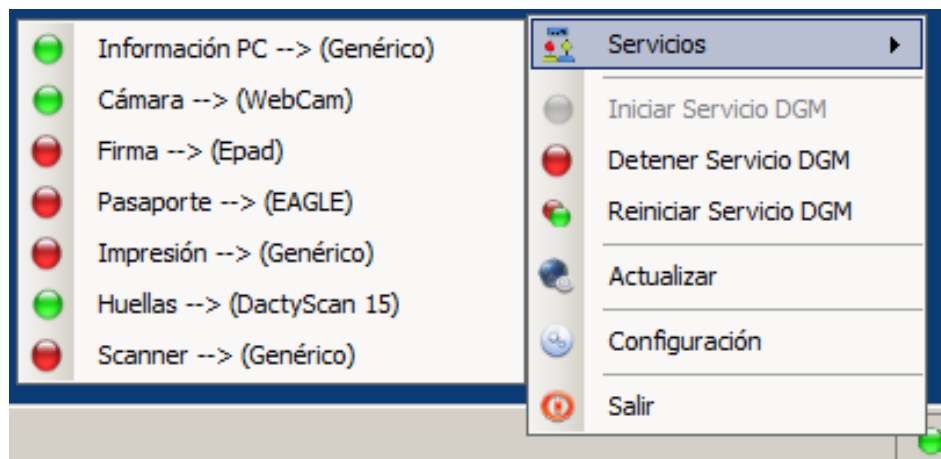 Información PC --> (Genérico)
Cámara --> (WebCam)
Firma --> (Epad)
Pasaporte --> (EAGLE)
Impresión --> (Genérico)
Huellas --> (DactyScan 15)
Scanner --> (Genérico)
Servicios
Iniciar Servicio DGM
Detener Servicio DGM
Reiniciar Servicio DGM
Actualizar
Configuración
Salir